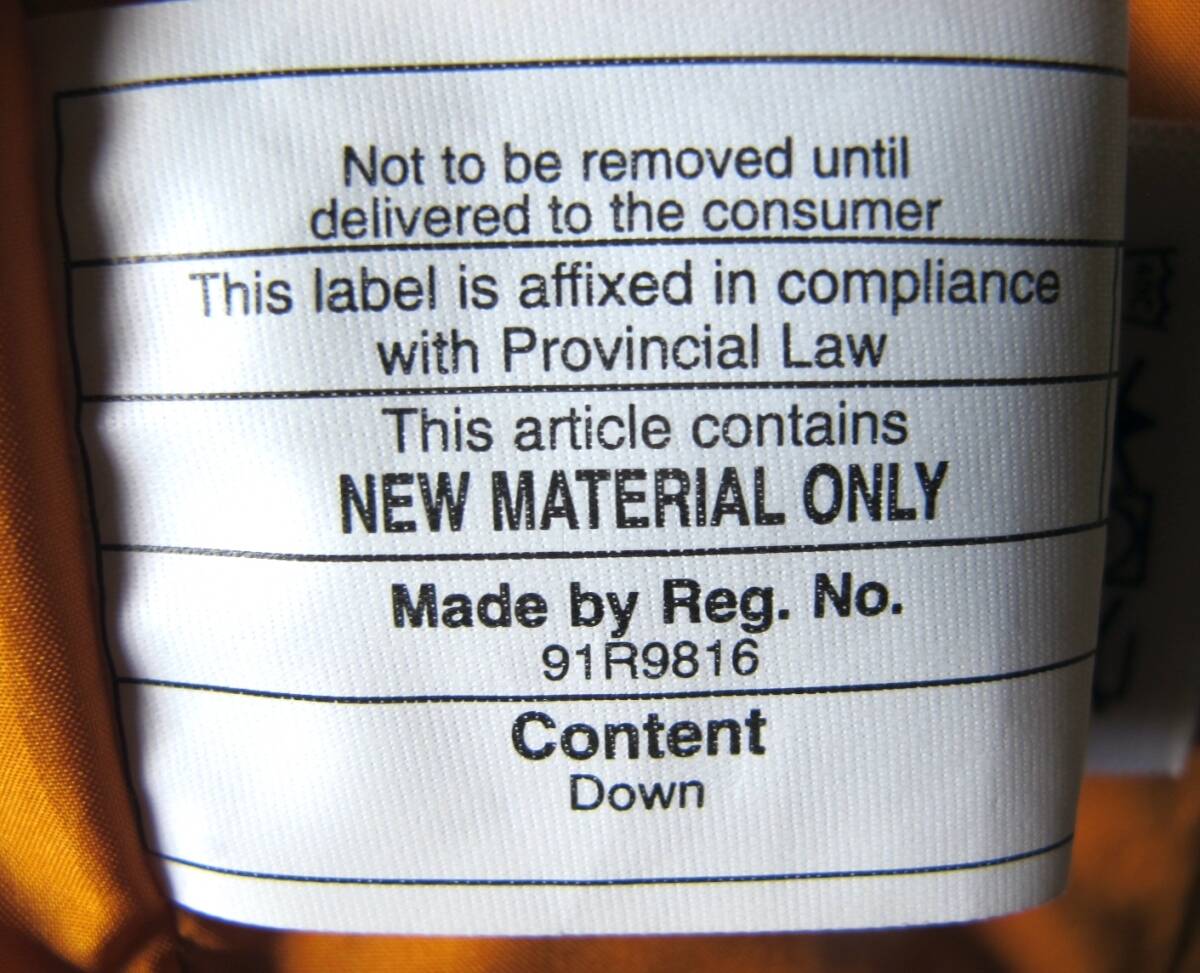 Not to be removed until
delivered to the consumer
This label is affixed in compliance
with Provincial Law
This article contains
NEW MATERIAL ONLY
Made by Reg. No.
91R9816
Content
Down